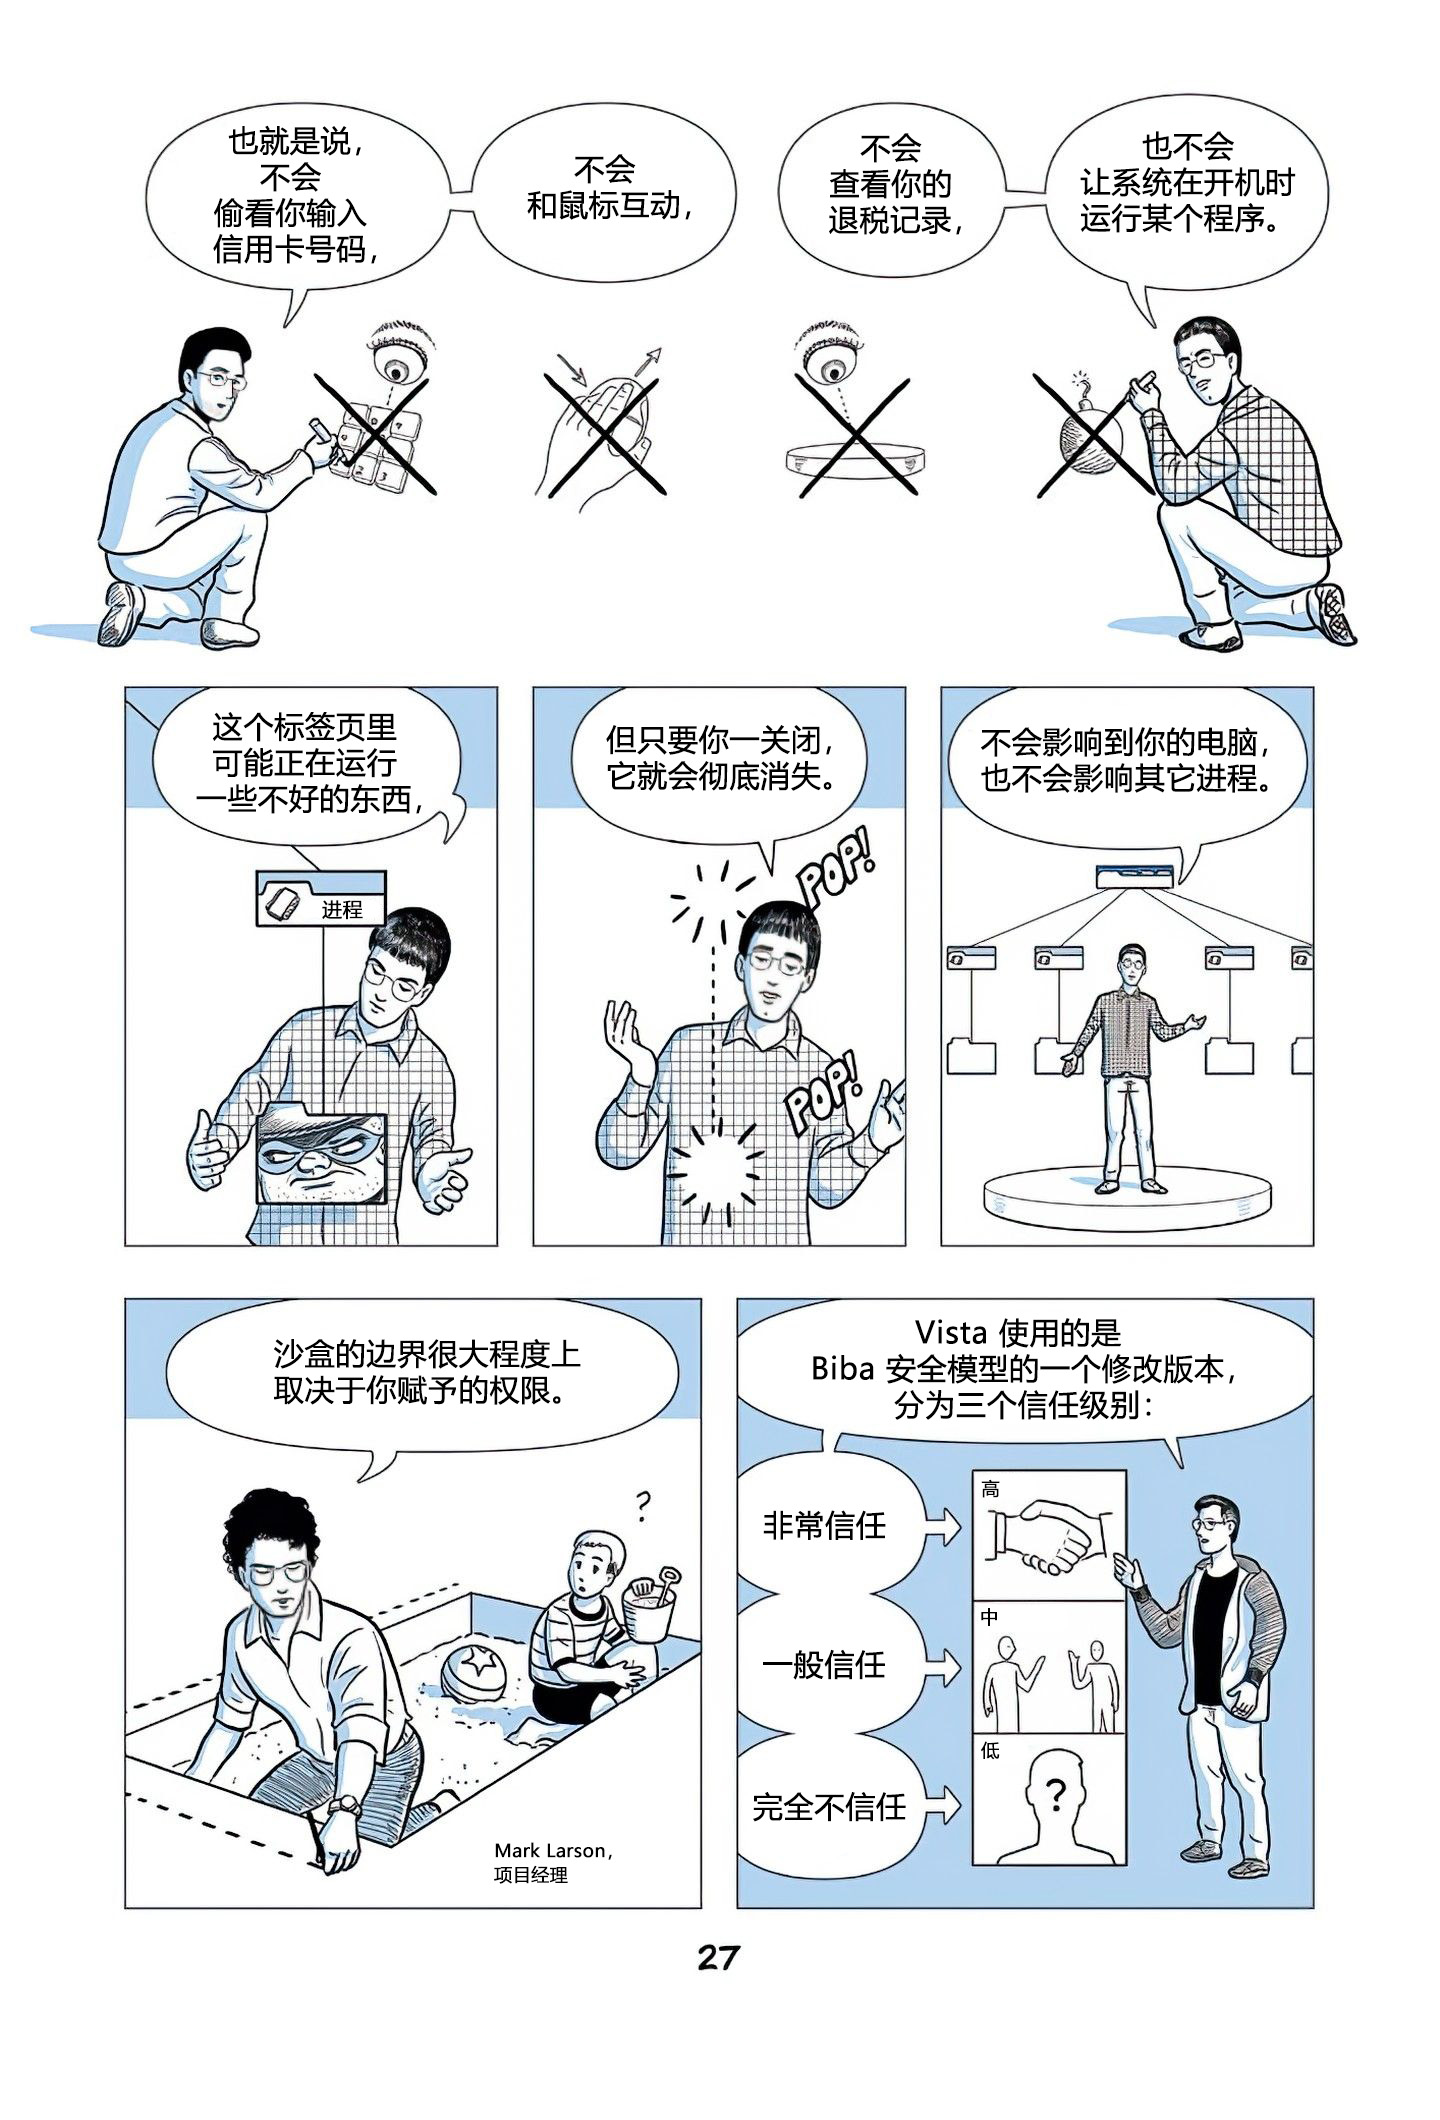 也就是说，
不会
偷看你输入
信用卡号码，
不会
和鼠标互动，
不会
查看你的
退税记录，
也不会
让系统在开机时
运行某个程序。
1 2 3
这个标签页里
可能正在运行
一些不好的东西，
进程
但只要你一关闭，
它就会彻底消失。
POP!
POP!
不会影响到你的电脑，
也不会影响其它进程。
沙盒的边界很大程度上
取决于你赋予的权限。
?
Mark Larson，
项目经理
Vista 使用的是
Biba 安全模型的一个修改版本，
分为三个信任级别：
非常信任
高
一般信任
中
完全不信任
低
?
27